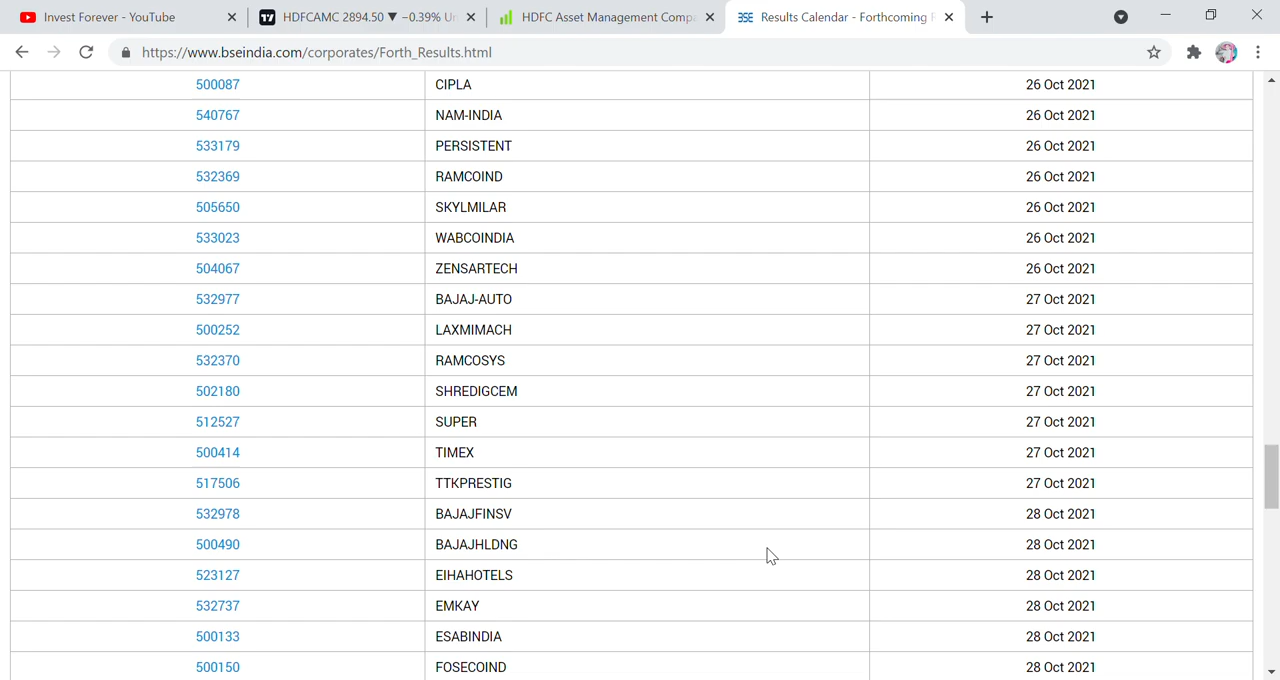 Invest Forever - YouTube
HDFCAMC 2894.50 ▼ −0.39% Un
HDFC Asset Management Compa
Results Calendar - Forthcoming R
https://www.bseindia.com/corporates/Forth_Results.html
500087 CIPLA 26 Oct 2021
540767 NAM-INDIA 26 Oct 2021
533179 PERSISTENT 26 Oct 2021
532369 RAMCOIND 26 Oct 2021
505650 SKYLMILAR 26 Oct 2021
533023 WABCOINDIA 26 Oct 2021
504067 ZENSARTECH 26 Oct 2021
532977 BAJAJ-AUTO 27 Oct 2021
500252 LAXMIMACH 27 Oct 2021
532370 RAMCOSYS 27 Oct 2021
502180 SHREDIGCEM 27 Oct 2021
512527 SUPER 27 Oct 2021
500414 TIMEX 27 Oct 2021
517506 TTKPRESTIG 27 Oct 2021
532978 BAJAJFINSV 28 Oct 2021
500490 BAJAJHLDNG 28 Oct 2021
523127 EIHAHOTELS 28 Oct 2021
532737 EMKAY 28 Oct 2021
500133 ESABINDIA 28 Oct 2021
500150 FOSECOIND 28 Oct 2021